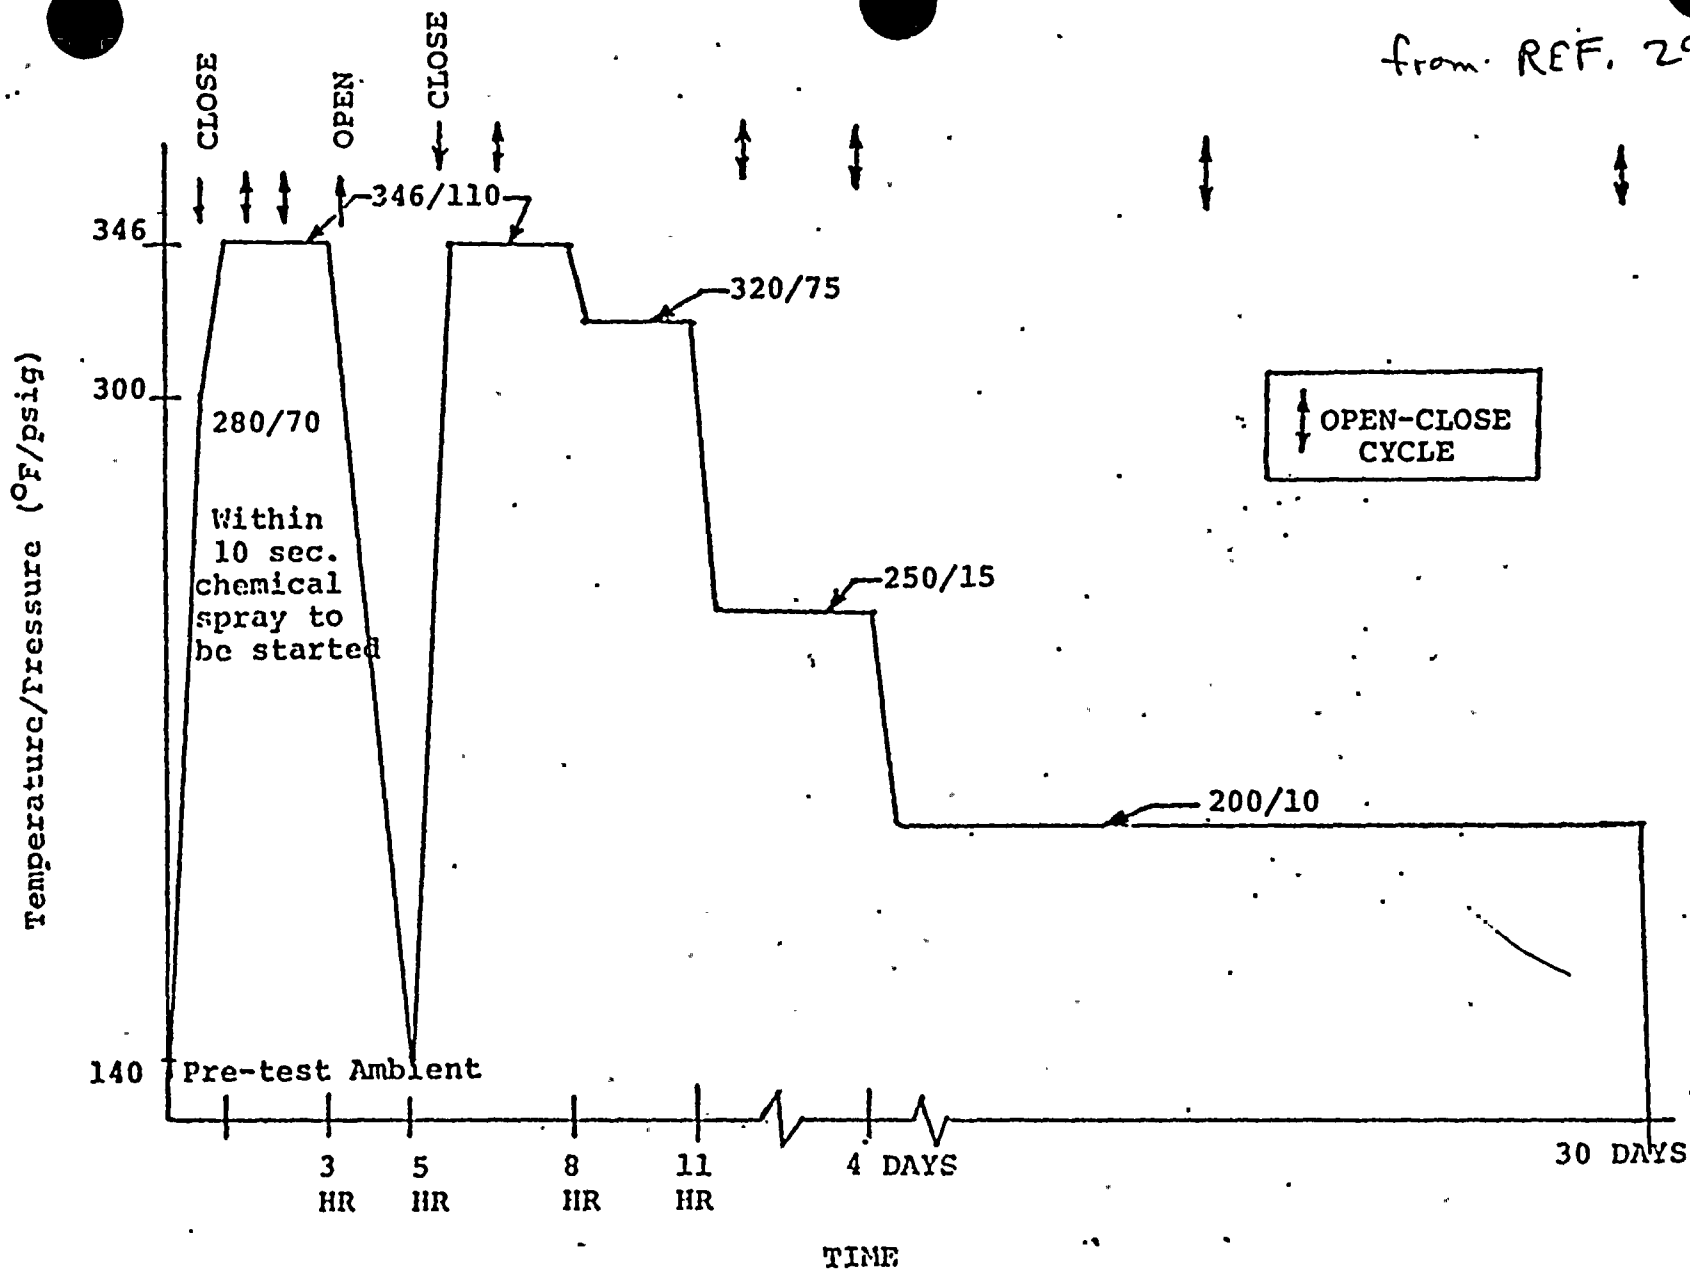 from REF. 2
CLOSE
OPEN
CLOSE
346/110
346
320/75
300
280/70
OPEN-CLOSE
CYCLE
Within
10 sec.
chemical
spray to
be started
250/15
200/10
Temperature/Pressure (°F/psig)
140
Pre-test Ambient
3
HR
5
HR
8
HR
11
HR
4 DAYS
30 DAYS
TIME